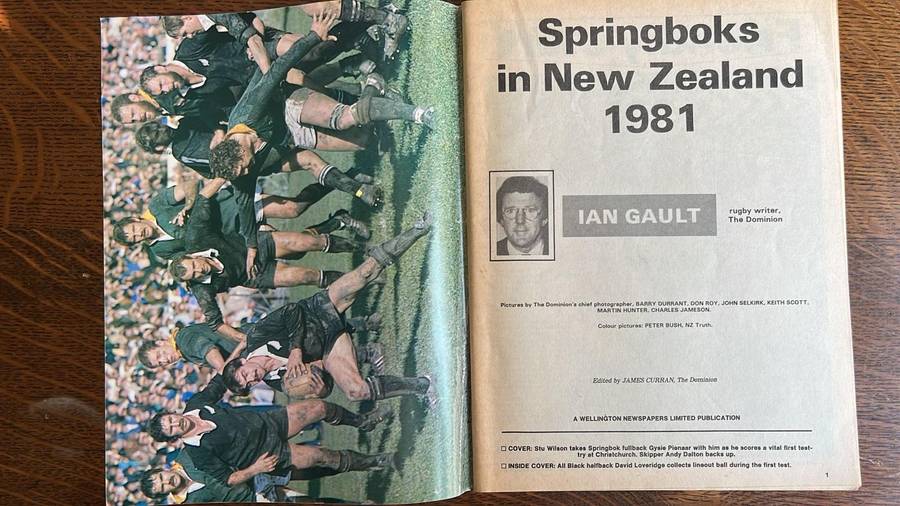 Springboks
in New Zealand
1981
IAN GAULT
rugby writer,
The Dominion
Pictures by The Dominion's chief photographer, BARRY DURRANT, DON ROY, JOHN SELKIRK, KEITH SCOTT,
MARTIN HUNTER, CHARLES JAMESON.
Colour pictures: PETER BUSH, NZ Truth.
Edited by JAMES CURRAN, The Dominion
A WELLINGTON NEWSPAPERS LIMITED PUBLICATION
□ COVER: Stu Wilson takes Springbok fullback Gysie Pienaar with him as he scores a vital first test-
try at Christchurch. Skipper Andy Dalton backs up.
□ INSIDE COVER: All Black halfback David Loveridge collects lineout ball during the first test.
1